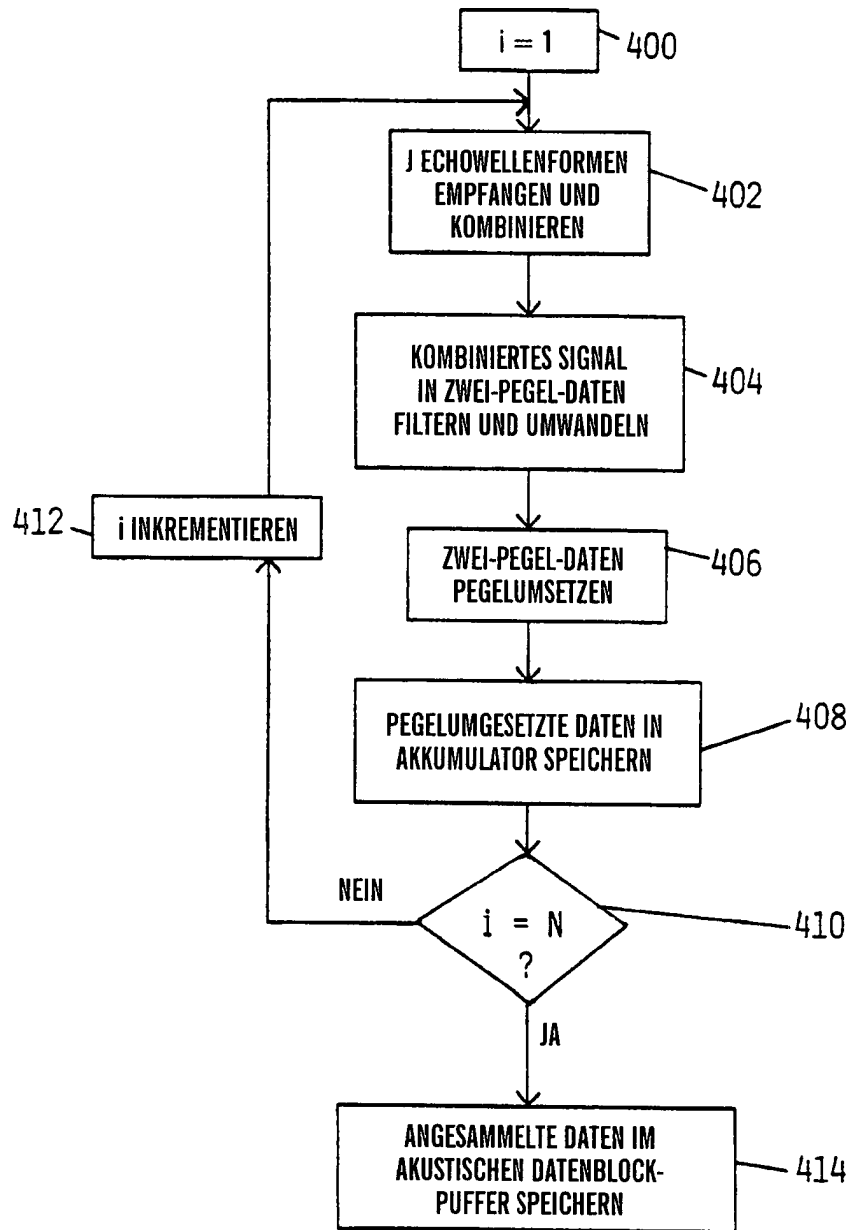 i = 1
400
J ECHOWELLENFORMEN
EMPFANGEN UND
KOMBINIEREN
402
KOMBINIERTES SIGNAL
IN ZWEI-PEGEL-DATEN
FILTERN UND UMWANDELN
404
412
i INKREMENTIEREN
ZWEI-PEGEL-DATEN
PEGELUMSETZEN
406
PEGELUMGESETZTE DATEN IN
AKKUMULATOR SPEICHERN
408
NEIN
i = N
?
410
JA
ANGESAMMELTE DATEN IM
AKUSTISCHEN DATENBLOCK-
PUFFER SPEICHERN
414